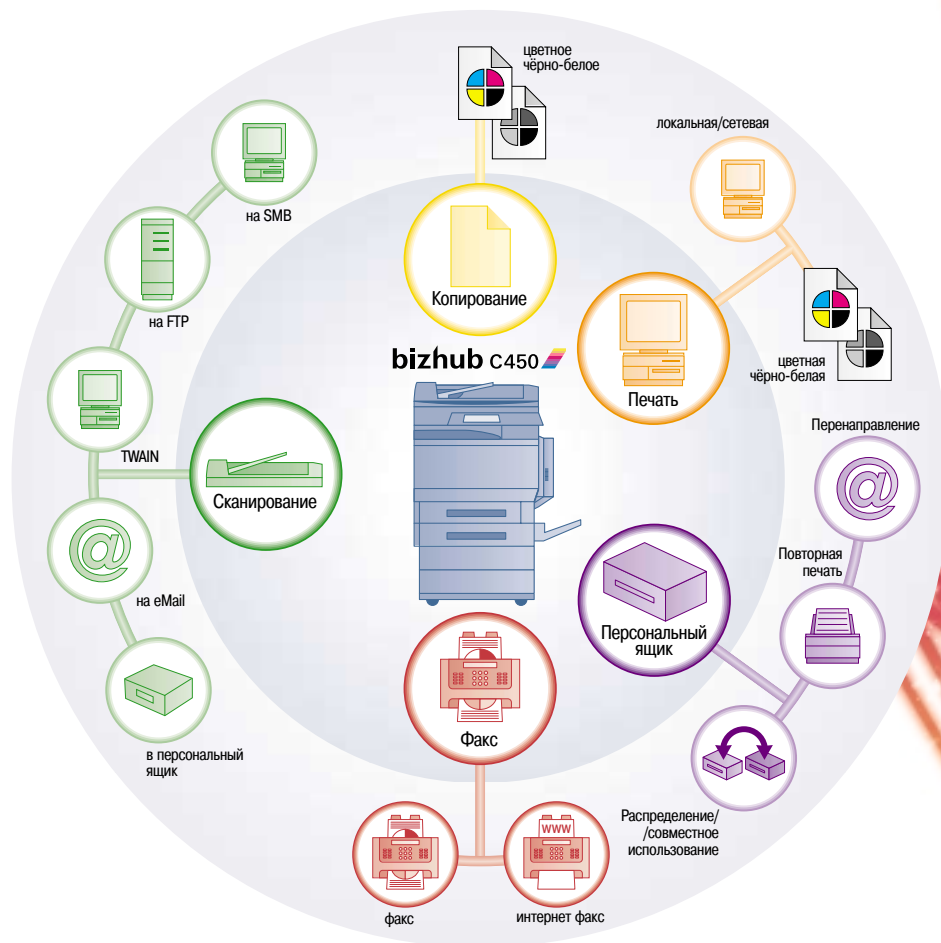 цветное
чёрно-белое
локальная/сетевая
на SMB
Копирование
на FTP
bizhub C450
Печать
цветная
чёрно-белая
TWAIN
Сканирование
Перенаправление
на eMail
Повторная
печать
Персональный
ящик
Факс
в персональный
ящик
Распределение/
/совместное
использование
WWW
факс
интернет факс